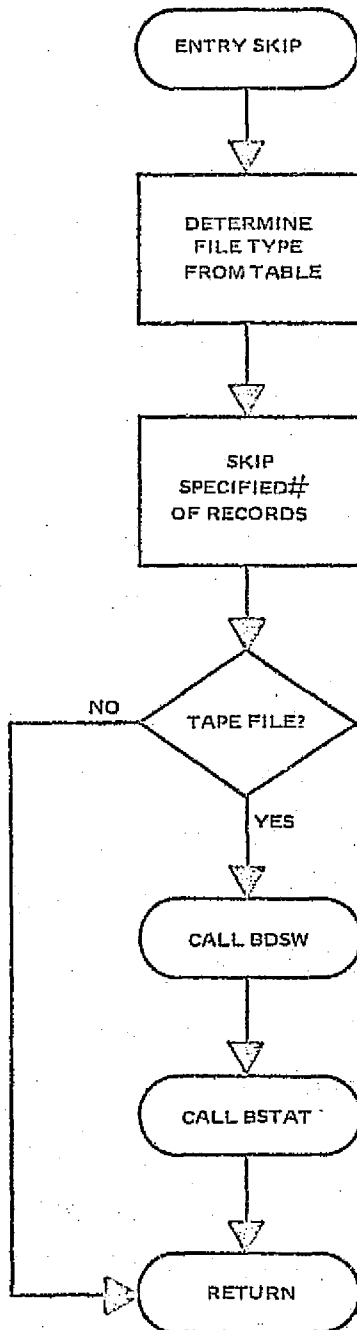 ENTRY SKIP
DETERMINE
FILE TYPE
FROM TABLE
SKIP
SPECIFIED#
OF RECORDS
NO
TAPE FILE?
YES
CALL BDSW
CALL BSTAT
RETURN